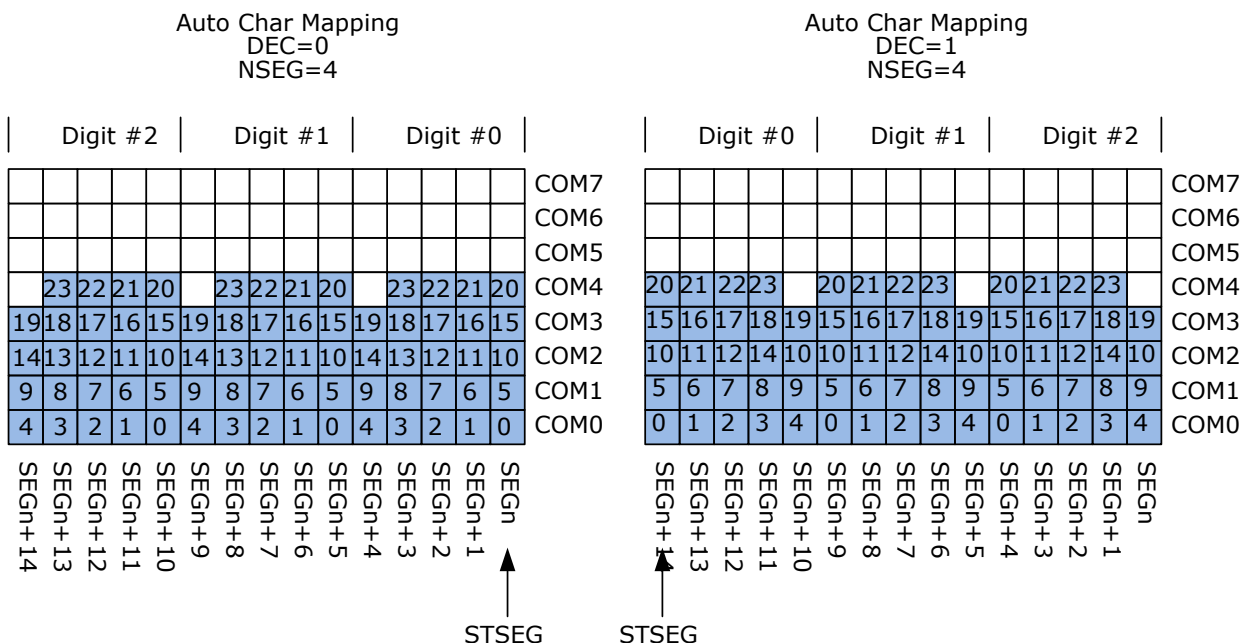 Auto Char Mapping
DEC=0
NSEG=4
Digit #2 Digit #1 Digit #0
COM7
COM6
COM5
23 22 21 20 23 22 21 20 23 22 21 20 COM4
19 18 17 16 15 19 18 17 16 15 19 18 17 16 15 COM3
14 13 12 11 10 14 13 12 11 10 14 13 12 11 10 COM2
9 8 7 6 5 9 8 7 6 5 9 8 7 6 5 COM1
4 3 2 1 0 4 3 2 1 0 4 3 2 1 0 COM0
SEGn+14
SEGn+13
SEGn+12
SEGn+11
SEGn+10
SEGn+9
SEGn+8
SEGn+7
SEGn+6
SEGn+5
SEGn+4
SEGn+3
SEGn+2
SEGn+1
SEGn
STSEG
Auto Char Mapping
DEC=1
NSEG=4
Digit #0 Digit #1 Digit #2
COM7
COM6
COM5
20 21 22 23 20 21 22 23 20 21 22 23 COM4
15 16 17 18 19 15 16 17 18 19 15 16 17 18 19 COM3
10 11 12 14 10 10 11 12 14 10 10 11 12 14 10 COM2
5 6 7 8 9 5 6 7 8 9 5 6 7 8 9 COM1
0 1 2 3 4 0 1 2 3 4 0 1 2 3 4 COM0
SEGn+14
SEGn+13
SEGn+12
SEGn+11
SEGn+10
SEGn+9
SEGn+8
SEGn+7
SEGn+6
SEGn+5
SEGn+4
SEGn+3
SEGn+2
SEGn+1
SEGn
STSEG